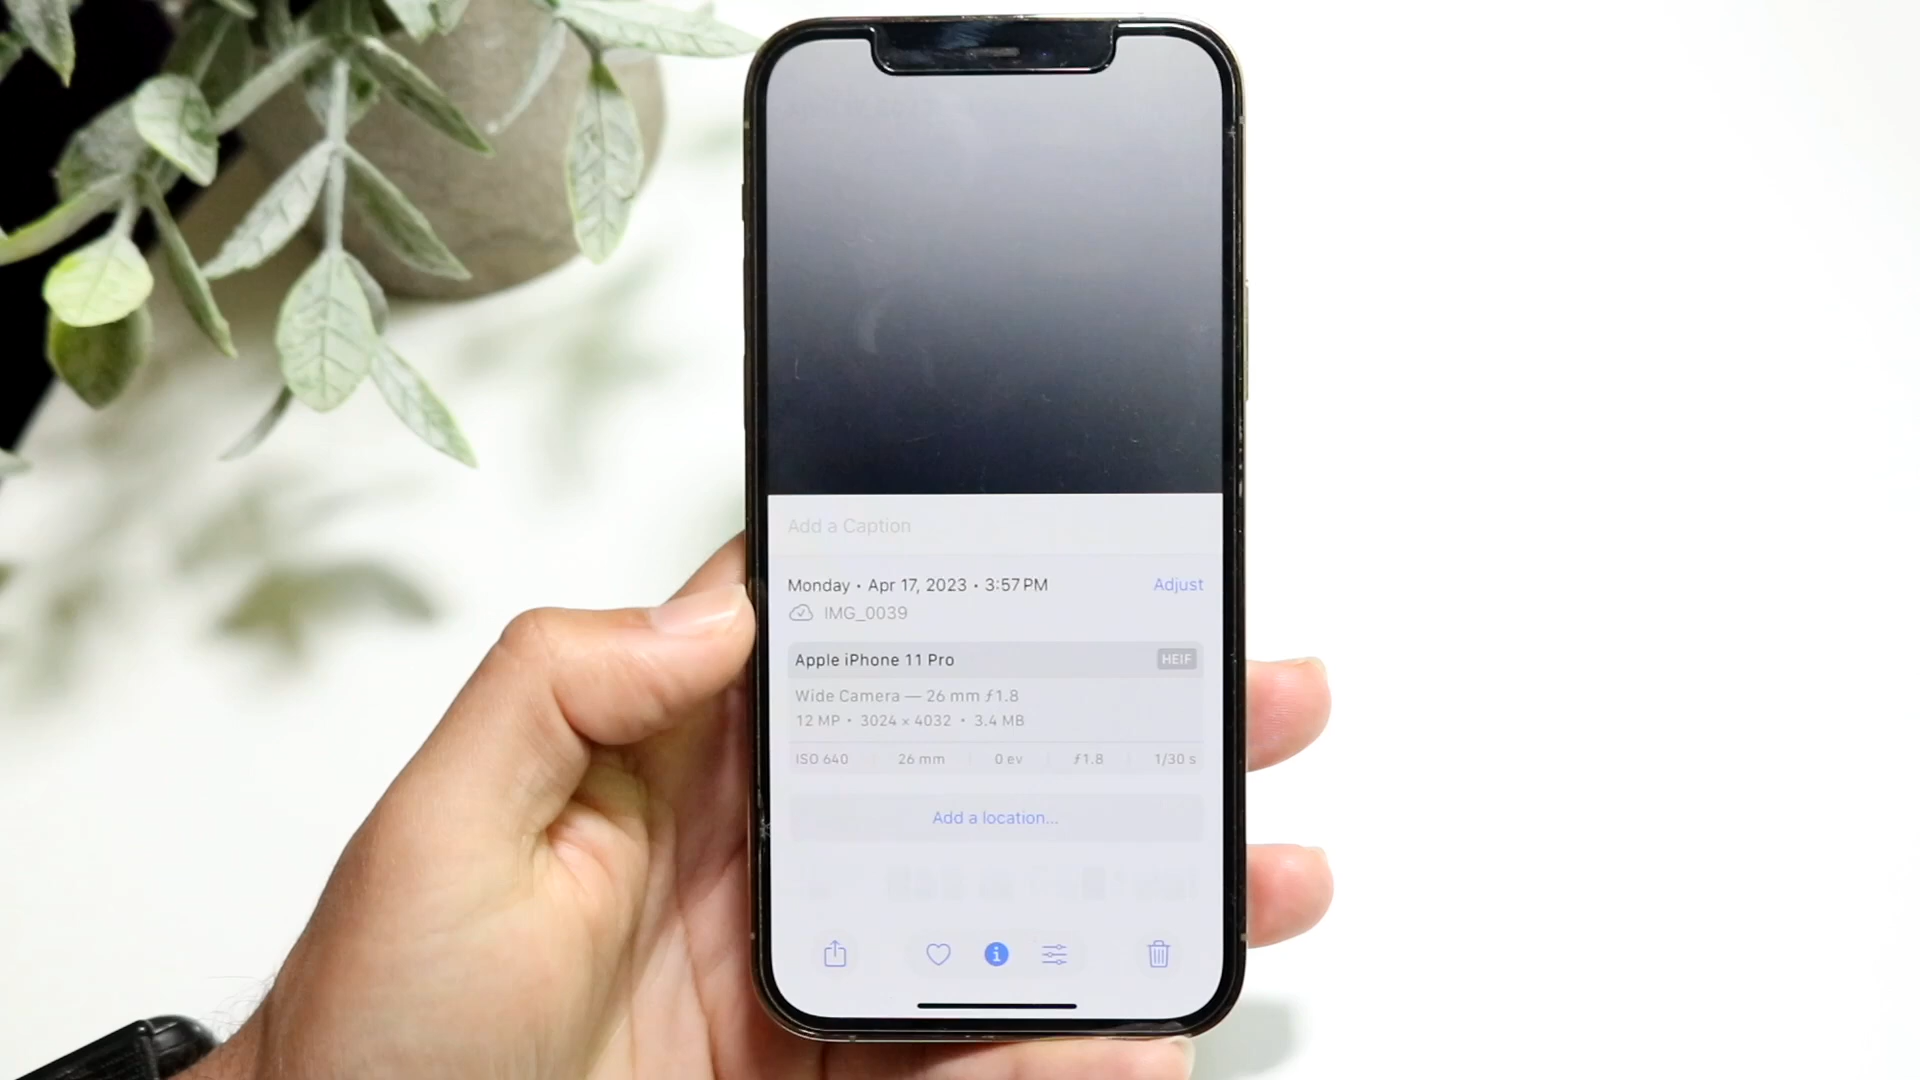 Add a Caption
Monday • Apr 17, 2023 • 3:57 PM Adjust
IMG_0039
Apple iPhone 11 Pro HEIF
Wide Camera — 26 mm ƒ1.8
12 MP • 3024 × 4032 • 3.4 MB
ISO 640 26 mm 0 ev ƒ1.8 1/30 s
Add a location...